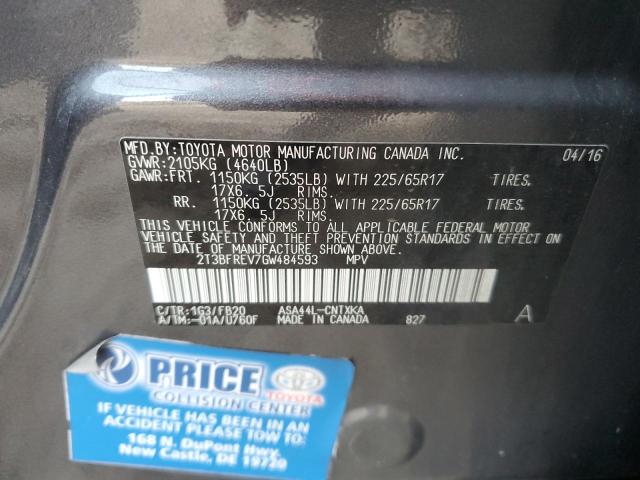 MFD.BY:TOYOTA MOTOR MANUFACTURING CANADA INC. 04/16
GVWR:2105KG (4640LB)
GAWR:FRT. 1150KG (2535LB) WITH 225/65R17 TIRES.
17X6.5J RIMS.
RR. 1150KG (2535LB) WITH 225/65R17 TIRES.
17X6.5J RIMS.
THIS VEHICLE CONFORMS TO ALL APPLICABLE FEDERAL MOTOR
VEHICLE SAFETY AND THEFT PREVENTION STANDARDS IN EFFECT ON
THE DATE OF MANUFACTURE SHOWN ABOVE.
2T3BFREV7GW484593 MPV
C/TR:1G3/FB20 ASA44L-CNTXKA
A/TM:-01A/U760F MADE IN CANADA 827 A
PRICE
COLLISION CENTER
TOYOTA
IF VEHICLE HAS BEEN IN AN
ACCIDENT PLEASE TOW TO:
168 N. DuPont Hwy.
New Castle, DE 19720